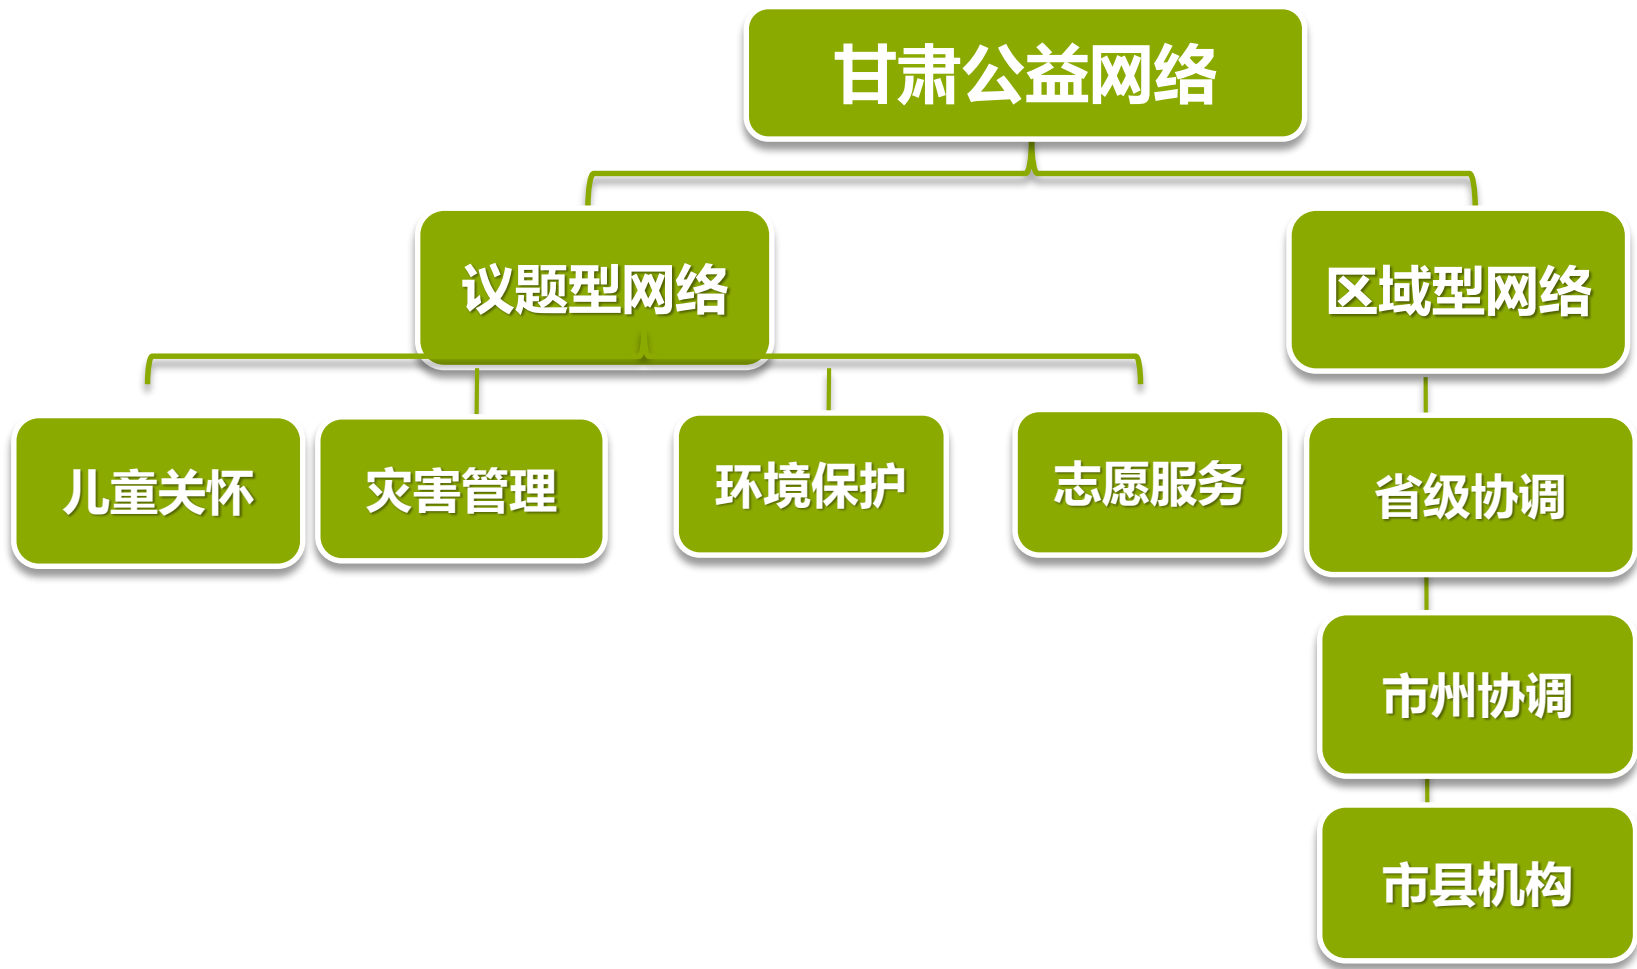 甘肃公益网络
议题型网络
区域型网络
儿童关怀
灾害管理
环境保护
志愿服务
省级协调
市州协调
市县机构